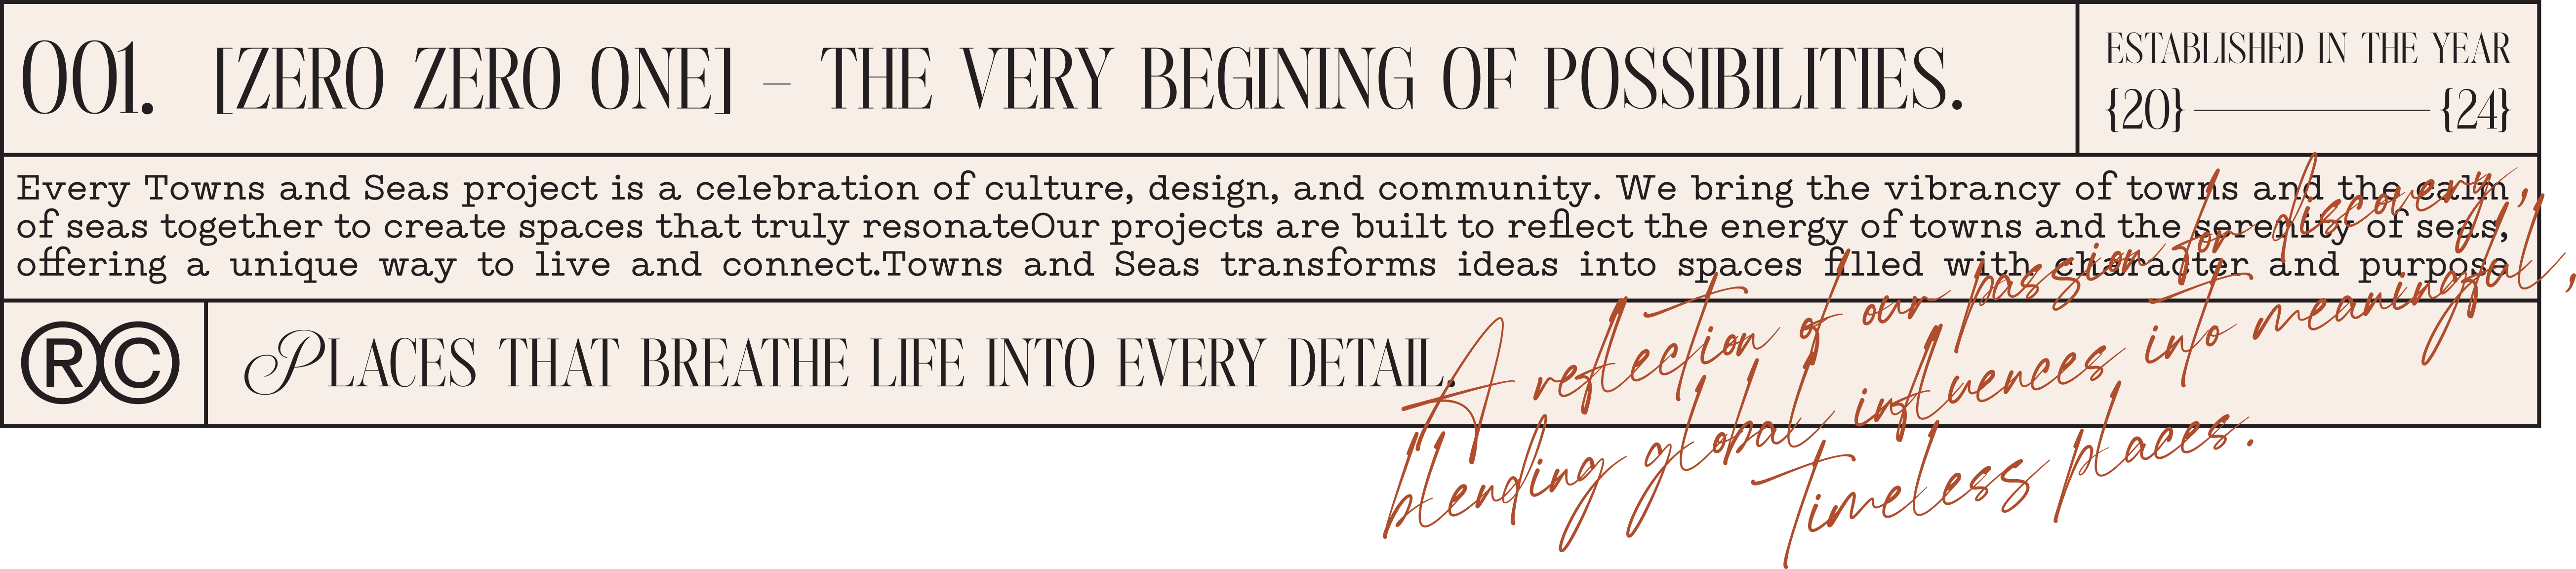 001. [ZERO ZERO ONE] – THE VERY BEGINING OF POSSIBILITIES.
ESTABLISHED IN THE YEAR
{20} {24}
Every Towns and Seas project is a celebration of culture, design, and community. We bring the vibrancy of towns and the calm
of seas together to create spaces that truly resonateOur projects are built to reflect the energy of towns and the serenity of seas,
offering a unique way to live and connect.Towns and Seas transforms ideas into spaces filled with character and purpose
RC
PLACES THAT BREATHE LIFE INTO EVERY DETAIL.
A reflection of our passion for discovery,
blending global influences into meaningful,
timeless places.